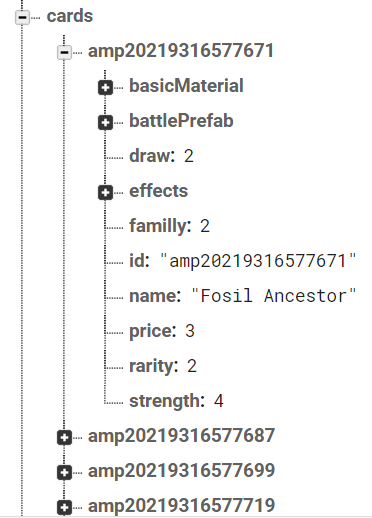 cards
amp20219316577671
basicMaterial
battlePrefab
draw: 2
effects
familly: 2
id: "amp20219316577671"
name: "Fosil Ancestor"
price: 3
rarity: 2
strength: 4
amp20219316577687
amp20219316577699
amp20219316577719